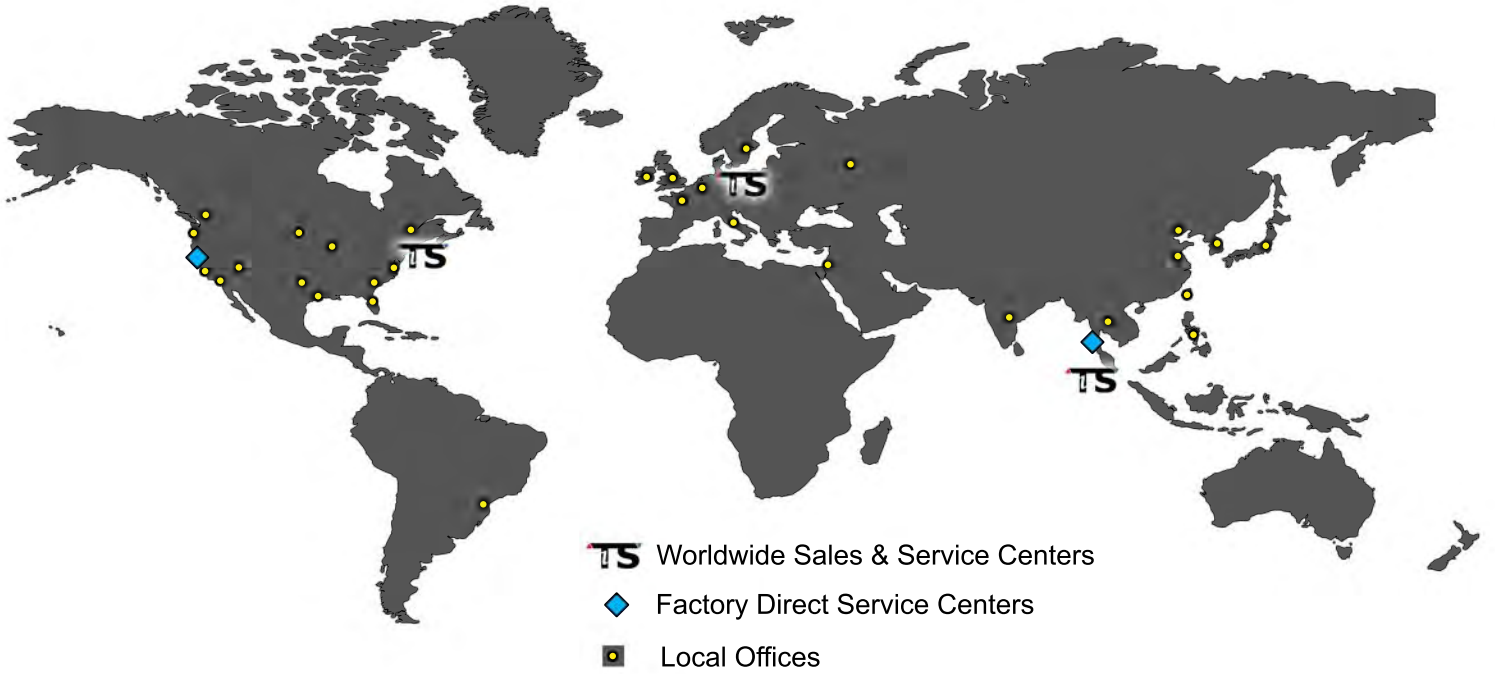 TS
TS
TS
TS Worldwide Sales & Service Centers
Factory Direct Service Centers
Local Offices